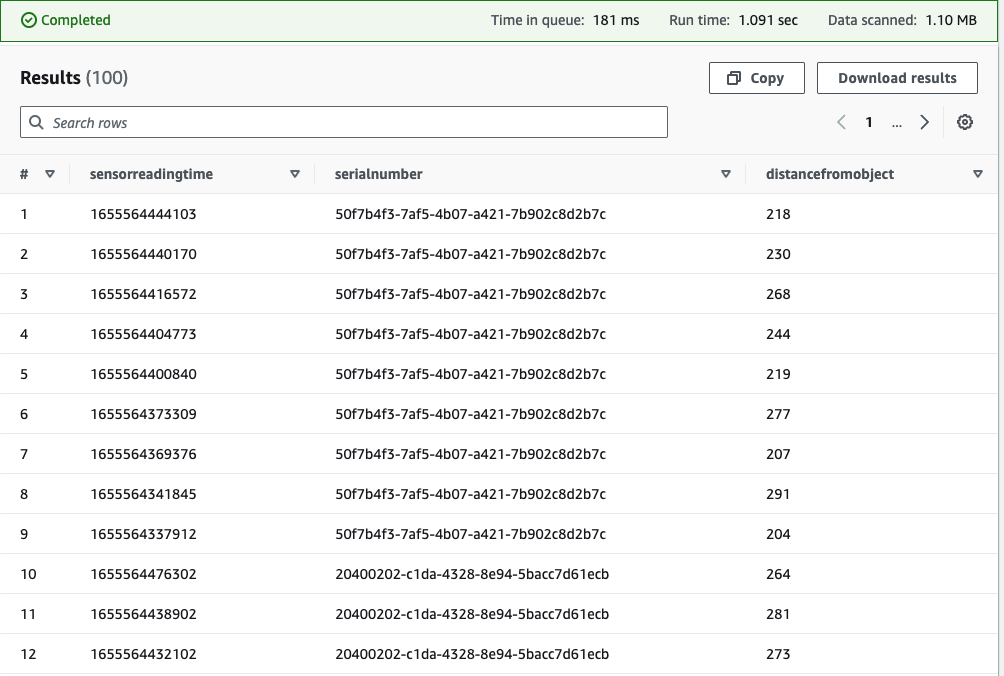 Completed Time in queue: 181 ms Run time: 1.091 sec Data scanned: 1.10 MB
Results (100) Copy Download results
Search rows 1 ...
# sensorreadingtime serialnumber distancefromobject
1 1655564444103 50f7b4f3-7af5-4b07-a421-7b902c8d2b7c 218
2 1655564440170 50f7b4f3-7af5-4b07-a421-7b902c8d2b7c 230
3 1655564416572 50f7b4f3-7af5-4b07-a421-7b902c8d2b7c 268
4 1655564404773 50f7b4f3-7af5-4b07-a421-7b902c8d2b7c 244
5 1655564400840 50f7b4f3-7af5-4b07-a421-7b902c8d2b7c 219
6 1655564373309 50f7b4f3-7af5-4b07-a421-7b902c8d2b7c 277
7 1655564369376 50f7b4f3-7af5-4b07-a421-7b902c8d2b7c 207
8 1655564341845 50f7b4f3-7af5-4b07-a421-7b902c8d2b7c 291
9 1655564337912 50f7b4f3-7af5-4b07-a421-7b902c8d2b7c 204
10 1655564476302 20400202-c1da-4328-8e94-5bacc7d61ecb 264
11 1655564438902 20400202-c1da-4328-8e94-5bacc7d61ecb 281
12 1655564432102 20400202-c1da-4328-8e94-5bacc7d61ecb 273